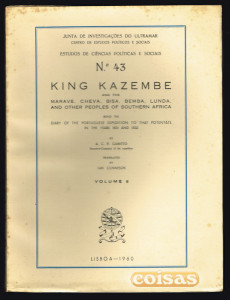 JUNTA DE INVESTIGAÇÕES DO ULTRAMAR
CENTRO DE ESTUDOS POLÍTICOS E SOCIAIS
ESTUDOS DE CIÊNCIAS POLÍTICAS E SOCIAIS
N.º 43
KING KAZEMBE
AND THE
MARAVE, CHEVA, BISA, BEMBA, LUNDA,
AND OTHER PEOPLES OF SOUTHERN AFRICA
BEING THE
DIARY OF THE PORTUGUESE EXPEDITION TO THAT POTENTATE
IN THE YEARS 1831 AND 1832
BY
A. C. P. GAMITTO
TRANSLATED
BY
IAN CUNNISON
VOLUME 2
LISBOA—1960
coisas